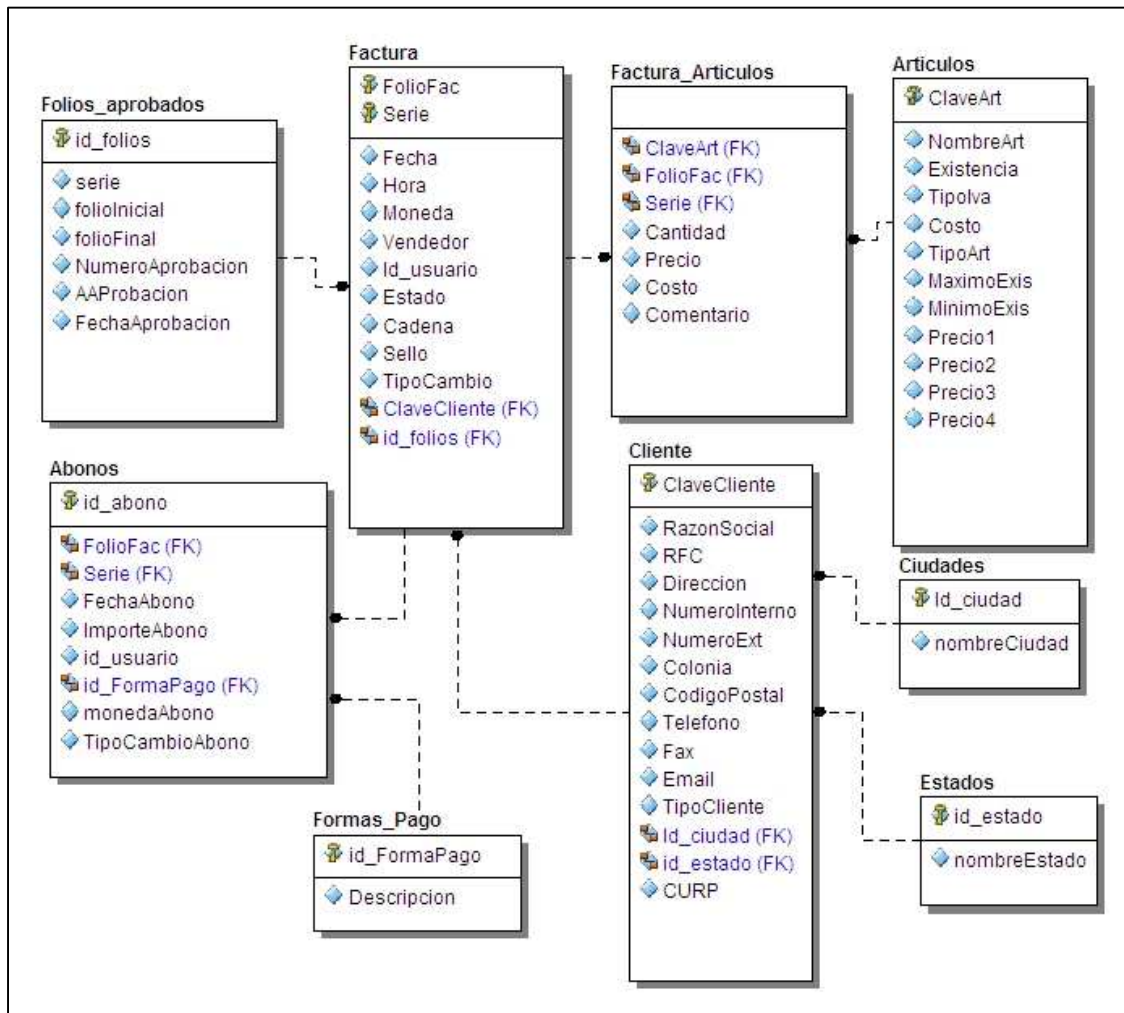 Folios_aprobados
id_folios
serie
folioInicial
folioFinal
NumeroAprobacion
AAProbacion
FechaAprobacion
Factura
FolioFac
Serie
Fecha
Hora
Moneda
Vendedor
Id_usuario
Estado
Cadena
Sello
TipoCambio
ClaveCliente (FK)
id_folios (FK)
Factura_Articulos
ClaveArt (FK)
FolioFac (FK)
Serie (FK)
Cantidad
Precio
Costo
Comentario
Articulos
ClaveArt
NombreArt
Existencia
TipoIva
Costo
TipoArt
MaximoExis
MinimoExis
Precio1
Precio2
Precio3
Precio4
Abonos
id_abono
FolioFac (FK)
Serie (FK)
FechaAbono
ImporteAbono
id_usuario
id_FormaPago (FK)
monedaAbono
TipoCambioAbono
Formas_Pago
id_FormaPago
Descripcion
Cliente
ClaveCliente
RazonSocial
RFC
Direccion
NumeroInterno
NumeroExt
Colonia
CodigoPostal
Telefono
Fax
Email
TipoCliente
Id_ciudad (FK)
id_estado (FK)
CURP
Ciudades
Id_ciudad
nombreCiudad
Estados
id_estado
nombreEstado